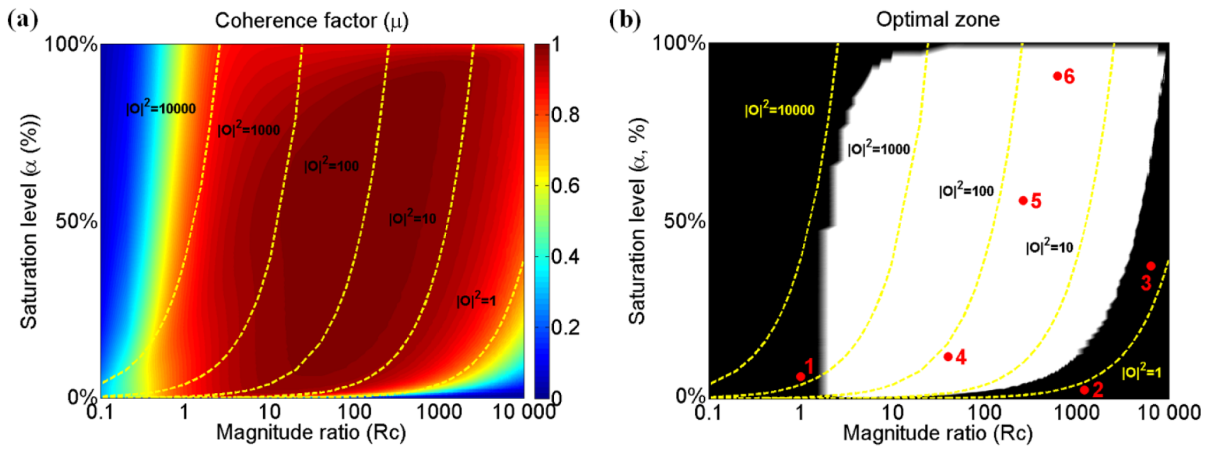 (a)
Coherence factor (μ)
Saturation level (α (%))
100%
50%
0%
|O|²=10000
|O|²=1000
|O|²=100
|O|²=10
|O|²=1
0.1
1
10
100
1000
10 000
Magnitude ratio (Rc)
1
0.8
0.6
0.4
0.2
0
(b)
Optimal zone
Saturation level (α, %)
100%
50%
0%
|O|²=10000
|O|²=1000
|O|²=100
|O|²=10
|O|²=1
6
5
3
4
1
2
0.1
1
10
100
1000
10 000
Magnitude ratio (Rc)